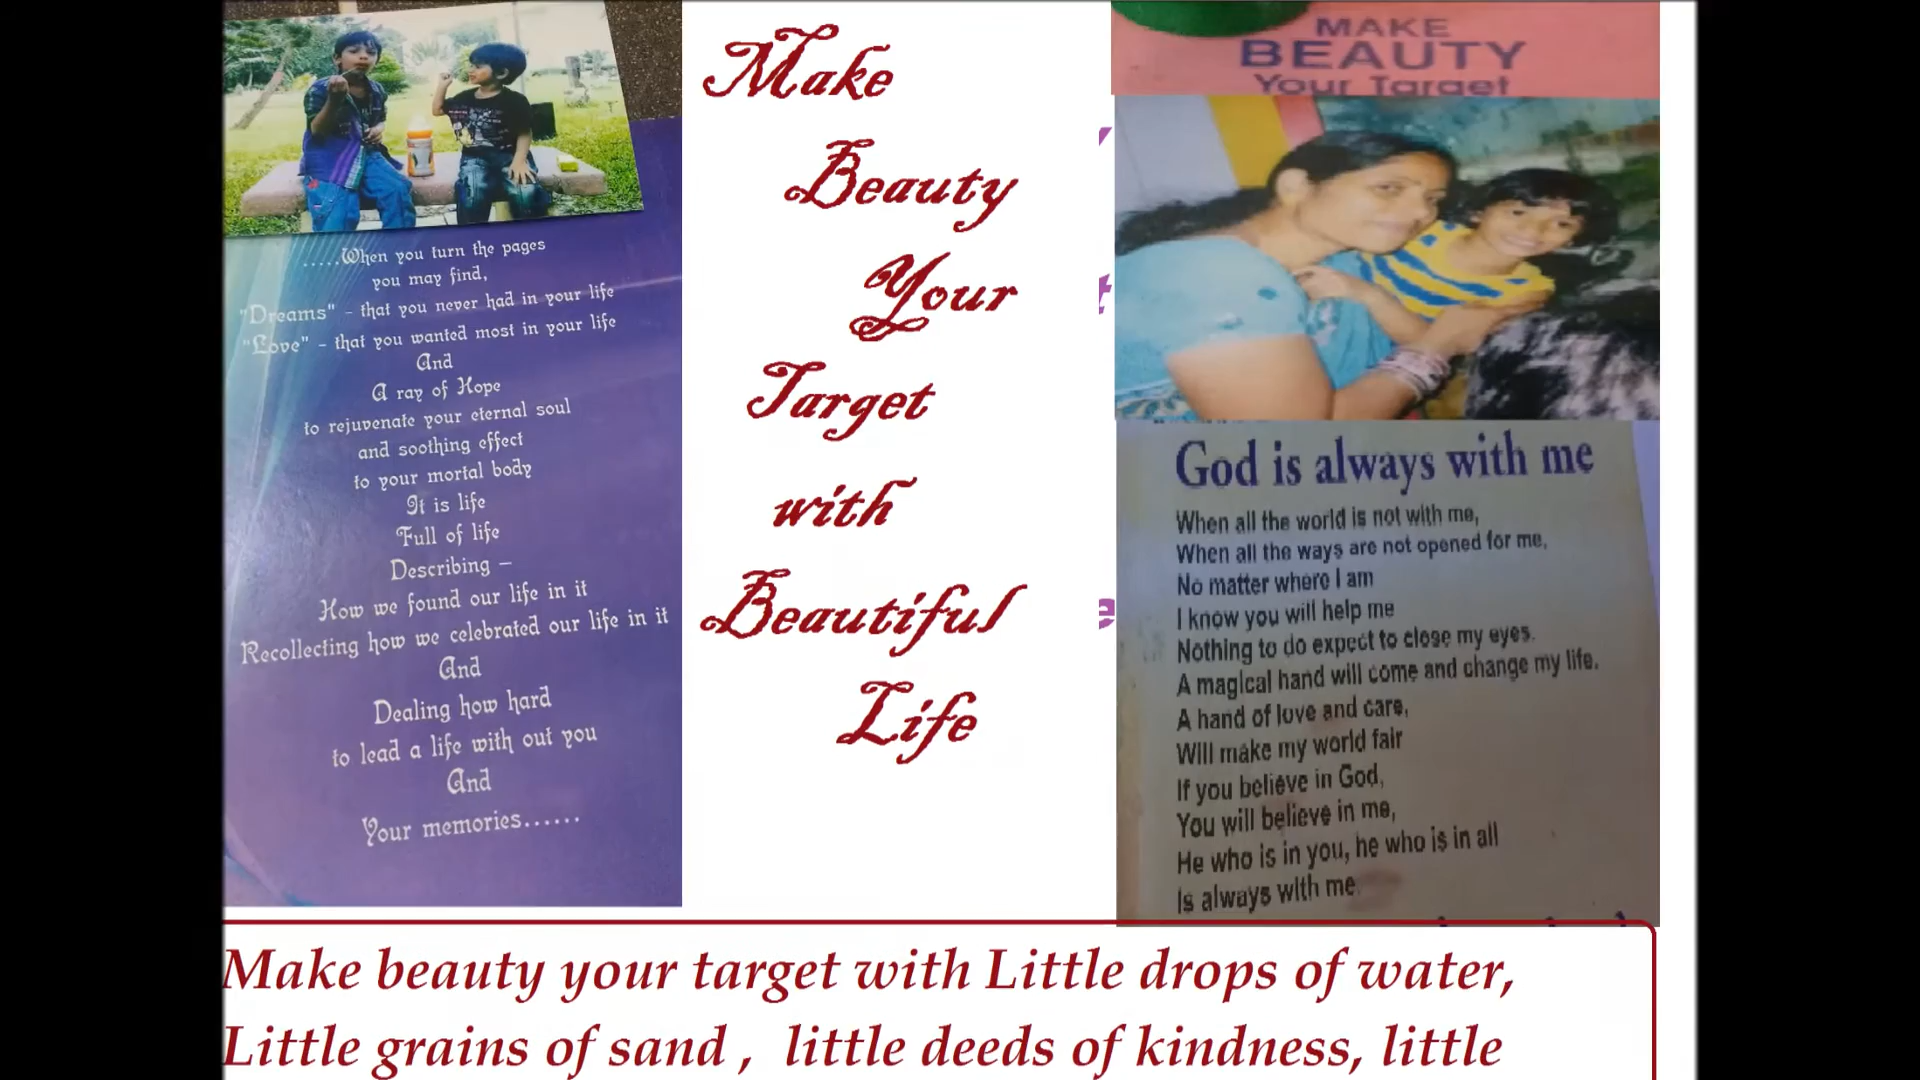 .....When you turn the pages
you may find,
"Dreams" - that you never had in your life
"Love" - that you wanted most in your life
And
A ray of Hope
to rejuvenate your eternal soul
and soothing effect
to your mortal body
It is life
Full of life
Describing –
How we found our life in it
Recollecting how we celebrated our life in it
And
Dealing how hard
to lead a life with out you
And
Your memories......
Make
Beauty
Your
Target
with
Beautiful
Life
MAKE
BEAUTY
Your Target
God is always with me
When all the world is not with me,
When all the ways are not opened for me,
No matter where I am
I know you will help me
Nothing to do expect to close my eyes.
A magical hand will come and change my life.
A hand of love and care,
Will make my world fair
If you believe in God,
You will believe in me,
He who is in you, he who is in all
Is always with me.
Make beauty your target with Little drops of water,
Little grains of sand , little deeds of kindness, little